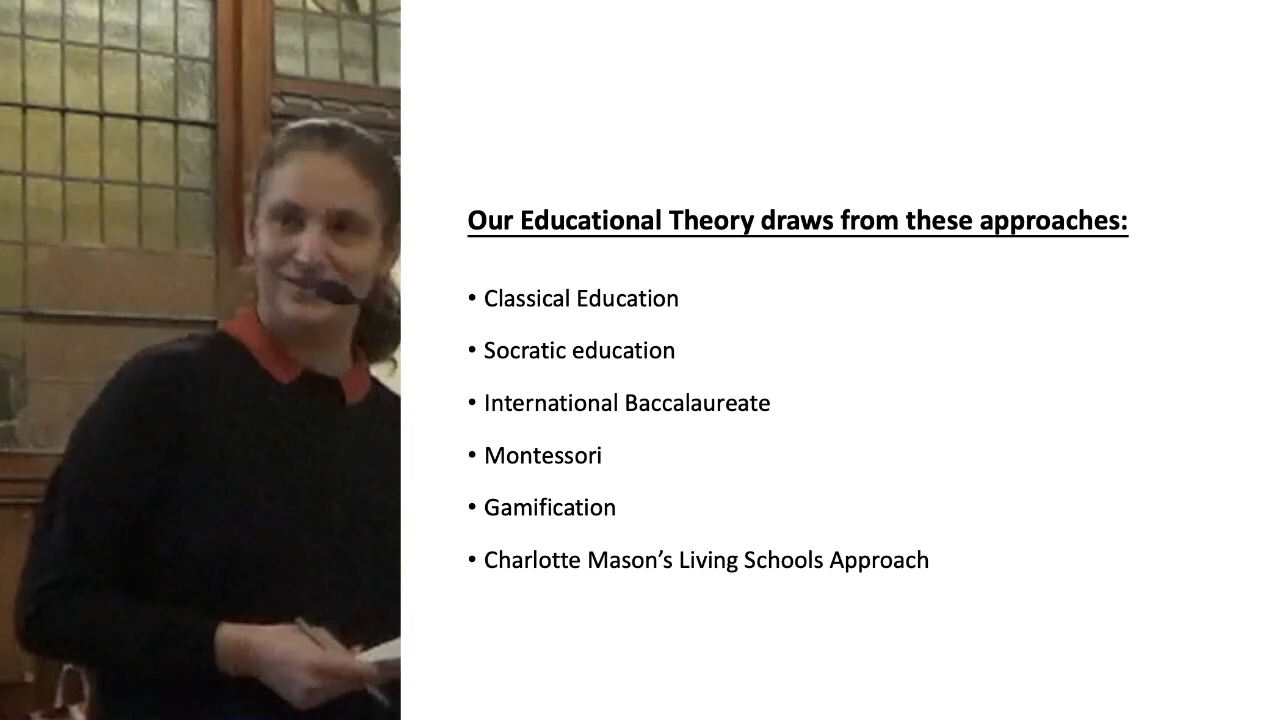 Our Educational Theory draws from these approaches:
• Classical Education
• Socratic education
• International Baccalaureate
• Montessori
• Gamification
• Charlotte Mason’s Living Schools Approach